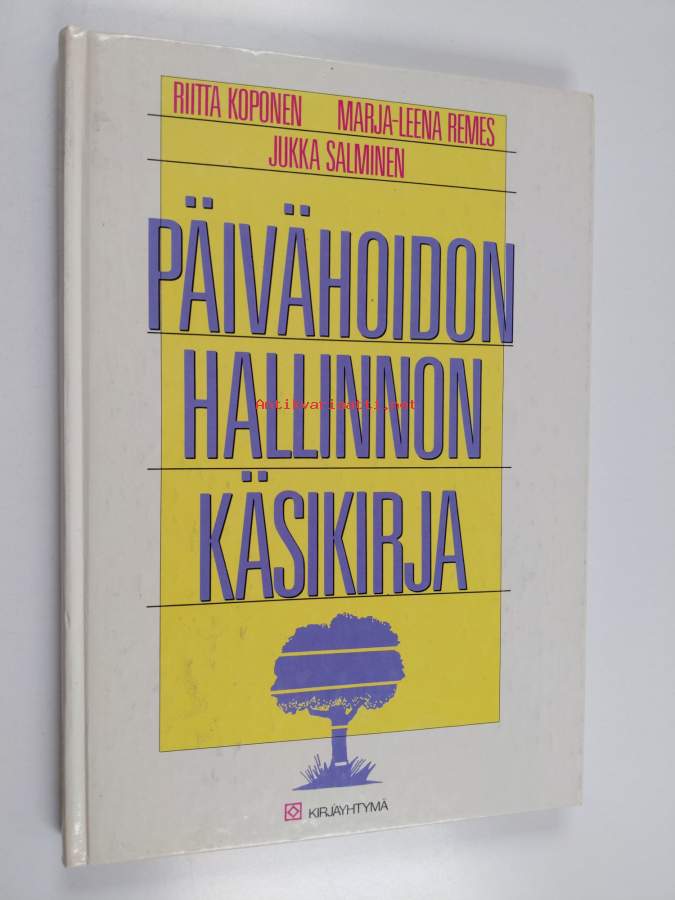 RIITTA KOPONEN MARJA-LEENA REMES
JUKKA SALMINEN
PÄIVÄHOIDON
HALLINNON
Antikvariaatti.net
KÄSIKIRJA
KIRJAYHTYMÄ